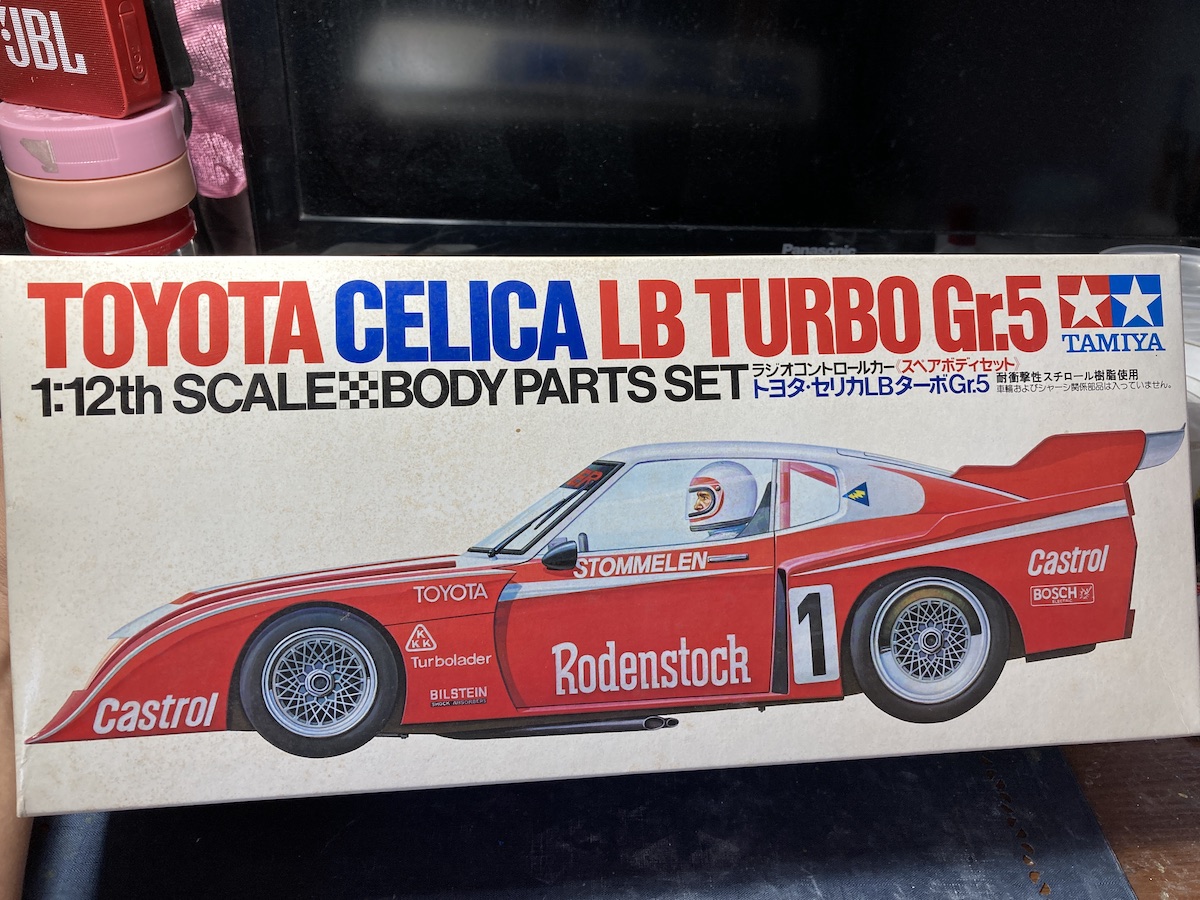 JBL
Panasonic
TOYOTA CELICA LB TURBO Gr.5
TAMIYA
1:12th SCALE BODY PARTS SET
ラジオコントロールカー《スペアボディセット》
トヨタ・セリカLBターボGr.5
耐衝撃性スチロール樹脂使用
車輪およびシャーシ関係部品は入っていません。
STOMMELEN
TOYOTA
KKK
Turbolader
BILSTEIN
SHOCK ABSORBERS
Rodenstock
1
Castrol
BOSCH
ELECTRIC
Castrol